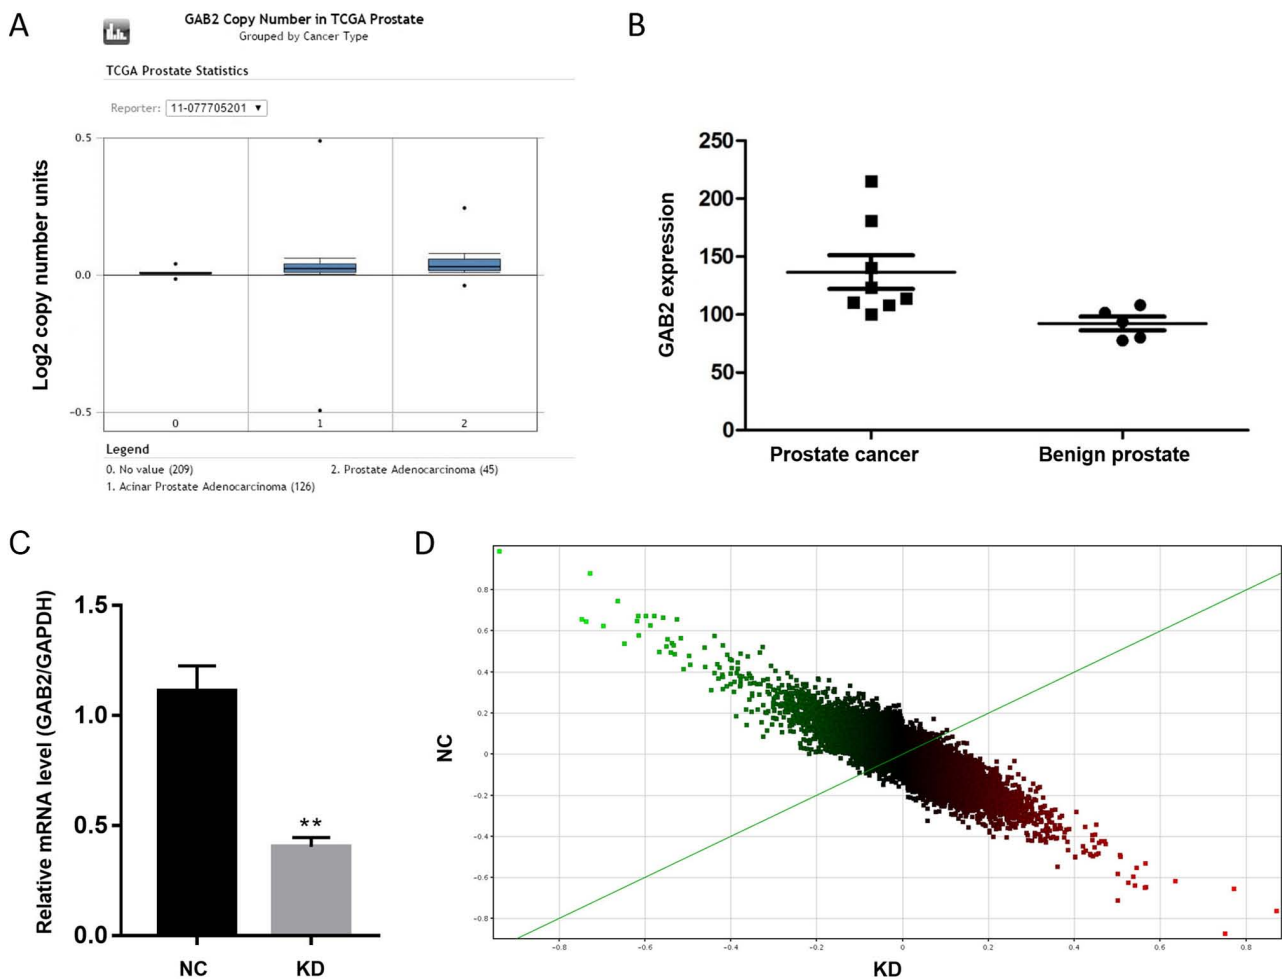 A
GAB2 Copy Number in TCGA Prostate
Grouped by Cancer Type
TCGA Prostate Statistics
Reporter: 11-077705201 ▼
Log2 copy number units
0.5
0.0
-0.5
0 1 2
Legend
0. No value (209) 2. Prostate Adenocarcinoma (45)
1. Acinar Prostate Adenocarcinoma (126)
B
GAB2 expression
250
200
150
100
50
0
Prostate cancer Benign prostate
C
Relative mRNA level (GAB2/GAPDH)
1.5
1.0
0.5
0.0
**
NC KD
D
NC
0.8
0.6
0.4
0.2
0
-0.2
-0.4
-0.6
-0.8
-0.8 -0.6 -0.4 -0.2 0 0.2 0.4 0.6 0.8
KD